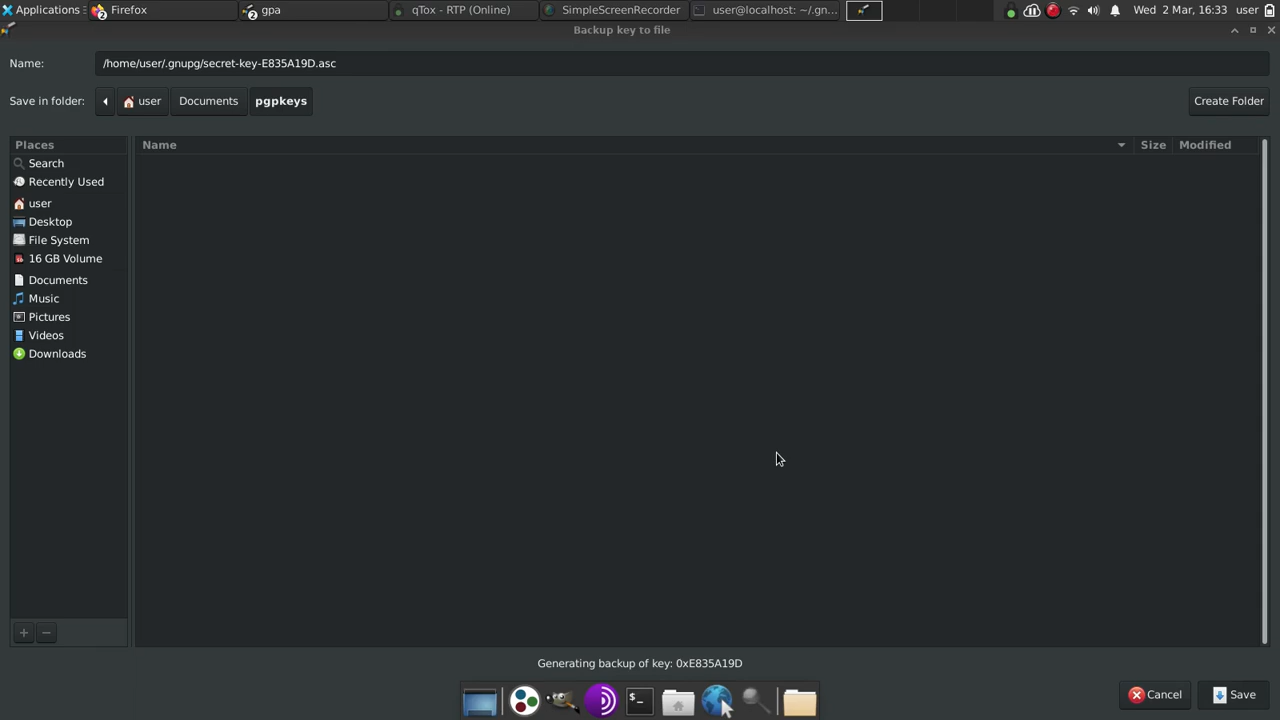 Applications
2 Firefox
2 gpa
qTox - RTP (Online)
SimpleScreenRecorder
user@localhost: ~/.gn...
Wed 2 Mar, 16:33 user
Backup key to file
Name: /home/user/.gnupg/secret-key-E835A19D.asc
Save in folder: user Documents pgpkeys Create Folder
Places
Name Size Modified
Search
Recently Used
user
Desktop
File System
16 GB Volume
Documents
Music
Pictures
Videos
Downloads
Generating backup of key: 0xE835A19D
Cancel Save